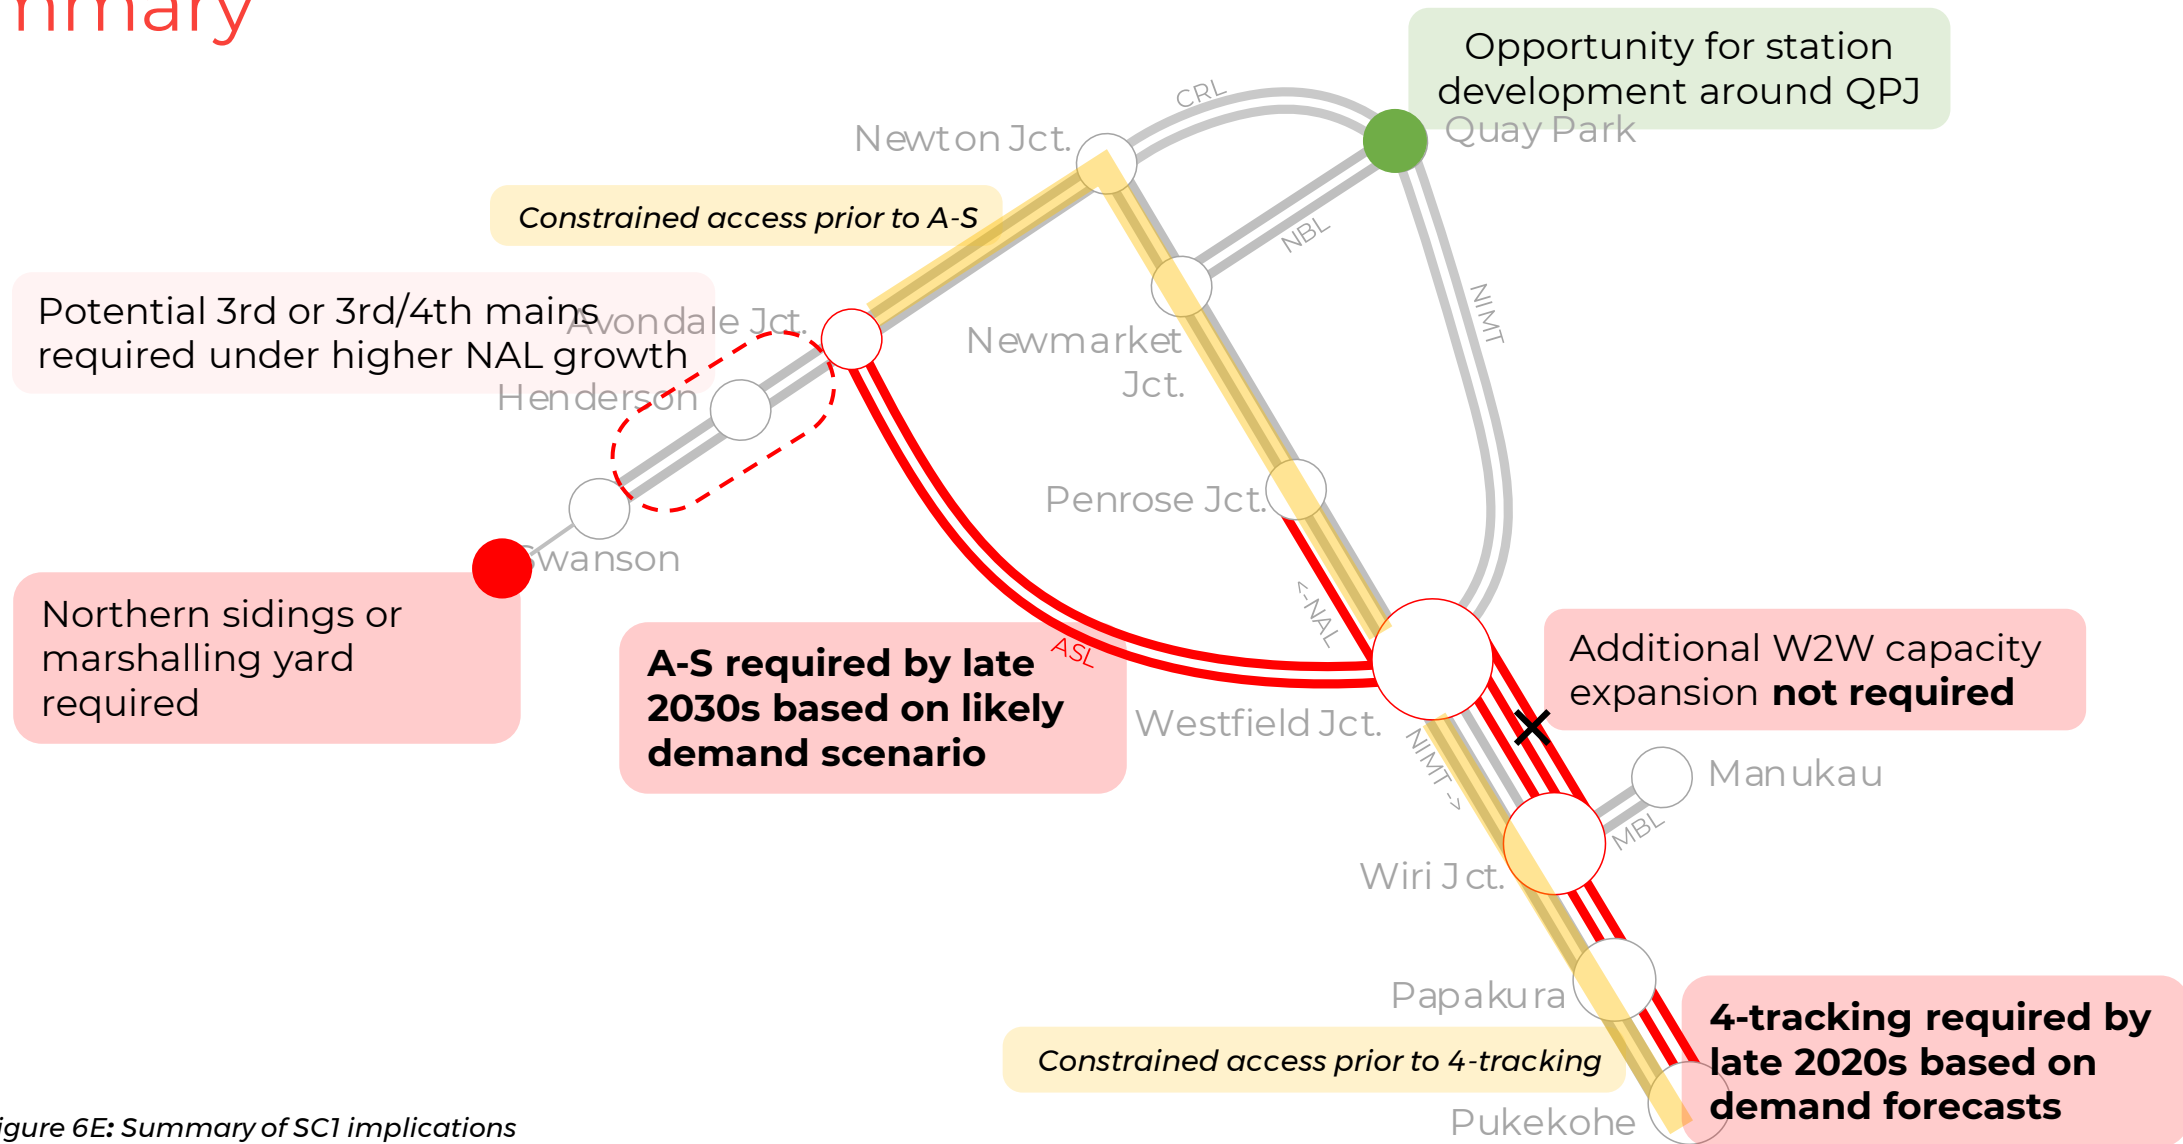 mmary
Opportunity for station
development around QPJ
CRL
Quay Park
Newton Jct.
Constrained access prior to A-S
NBL
Potential 3rd or 3rd/4th mains
required under higher NAL growth
Avondale Jct.
NIMT
Newmarket
Jct.
Henderson
Penrose Jct.
Swanson
<-NAL
Northern sidings or
marshalling yard
required
ASL
A-S required by late
2030s based on likely
demand scenario
Additional W2W capacity
expansion not required
Westfield Jct.
NIMT ->
Manukau
MBL
Wiri Jct.
Papakura
4-tracking required by
late 2020s based on
demand forecasts
Constrained access prior to 4-tracking
Pukekohe
igure 6E: Summary of SC1 implications